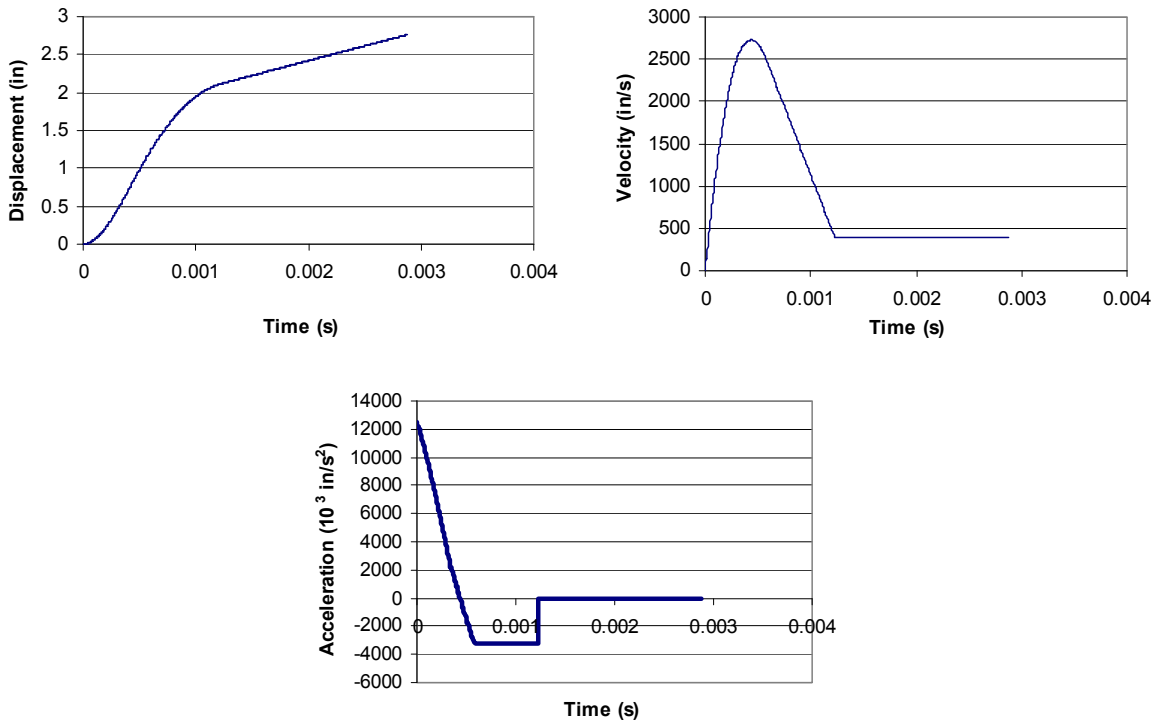 3
2.5
2
1.5
1
0.5
0
0 0.001 0.002 0.003 0.004
Displacement (in)
Time (s)
3000
2500
2000
1500
1000
500
0
0 0.001 0.002 0.003 0.004
Velocity (in/s)
Time (s)
14000
12000
10000
8000
6000
4000
2000
0
-2000
-4000
-6000
0 0.001 0.002 0.003 0.004
Acceleration (10 3 in/s2)
Time (s)